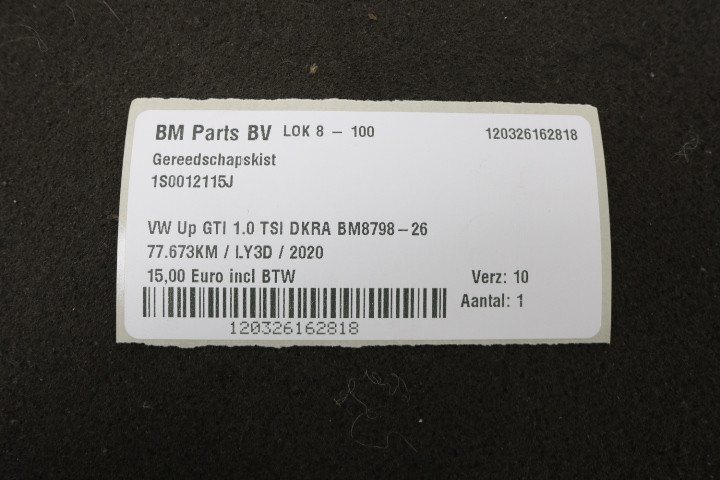 BM Parts BV LOK 8 - 100 120326162818
Gereedschapskist
1S0012115J
VW Up GTI 1.0 TSI DKRA BM8798-26
77.673KM / LY3D / 2020
15,00 Euro incl BTW Verz: 10
Aantal: 1
120326162818